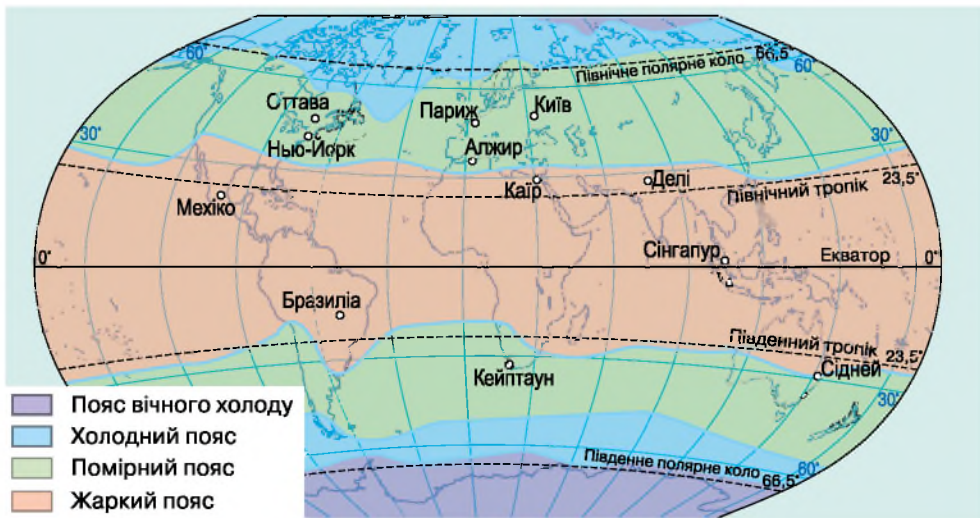 60°
66,5°
60°
Північне полярне коло
Оттава
Париж
Київ
30°
30°
Нью-Йорк
Алжир
Каїр
Делі
23,5°
Північний тропік
Мехіко
Сінгапур
0°
Екватор
0°
Бразиліа
Південний тропік
23,5°
Кейптаун
Сідней
30°
Пояс вічного холоду
Холодний пояс
Помірний пояс
Жаркий пояс
Південне полярне коло
60°
66,5°